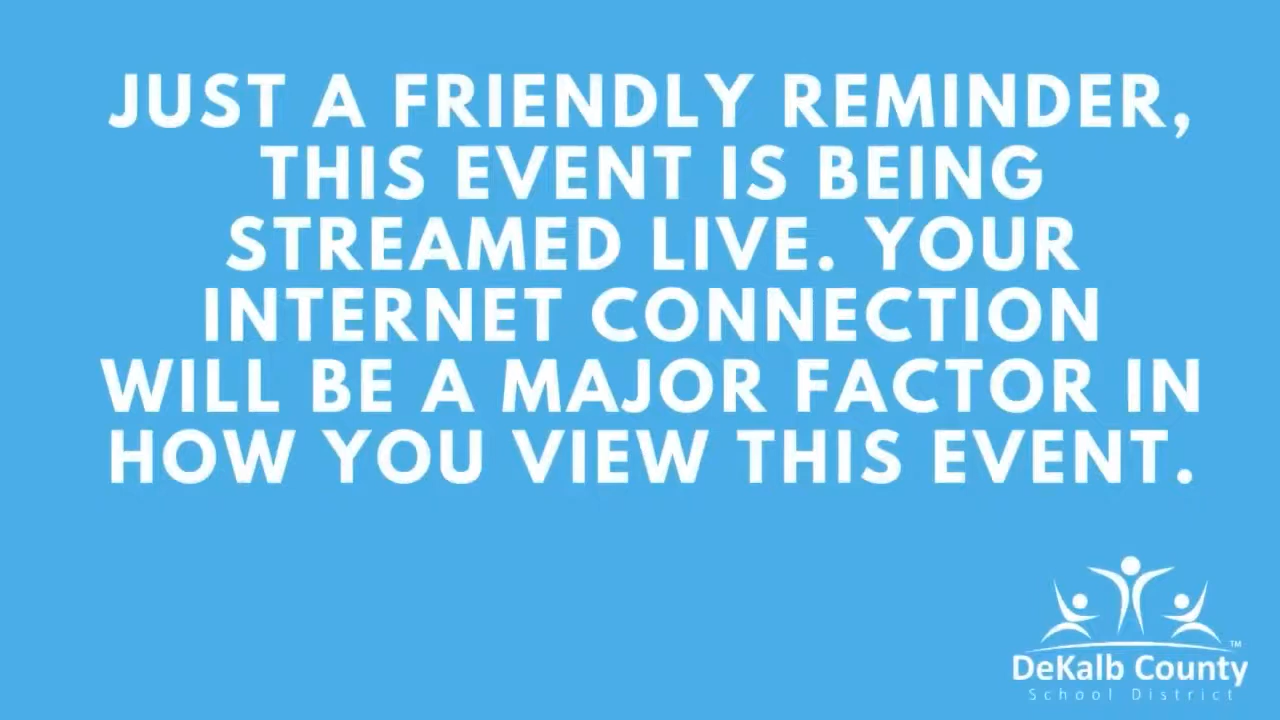 JUST A FRIENDLY REMINDER,
THIS EVENT IS BEING
STREAMED LIVE. YOUR
INTERNET CONNECTION
WILL BE A MAJOR FACTOR IN
HOW YOU VIEW THIS EVENT.
TM
DeKalb County
School District